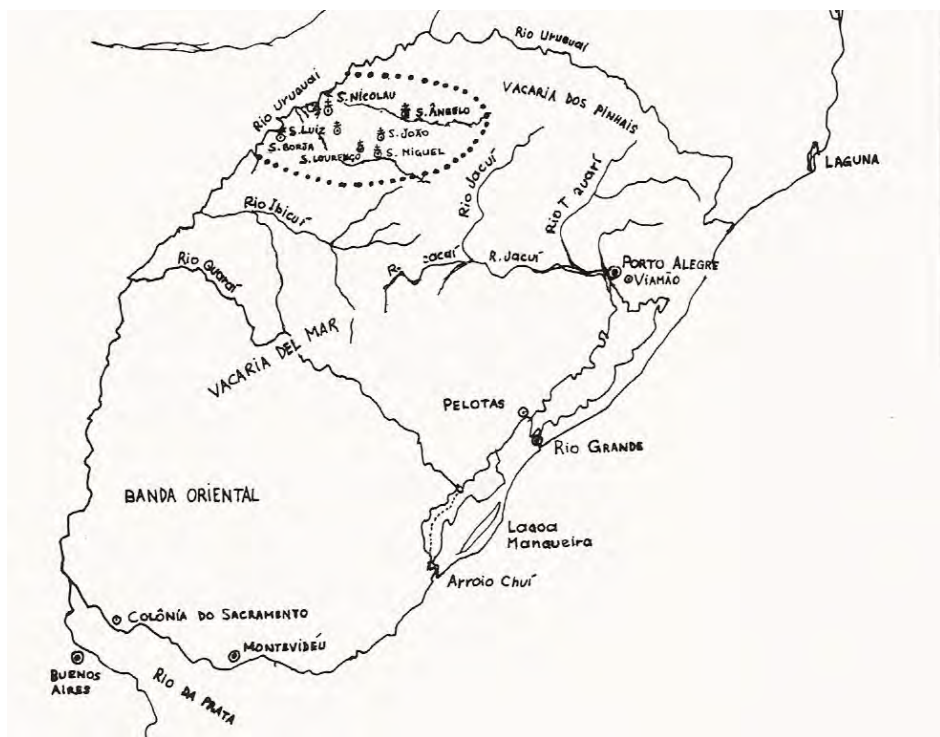 Rio Uruguai
VACARIA DOS PINHAIS
Rio Uruguai
S. NICOLAU
S. ÂNGELO
S. LUIZ
S. JOÃO
S. BORJA
S. LOURENÇO
S. MIGUEL
LAGUNA
Rio Jacuí
Rio T quarí
Rio Ibicuí
R. cacaí
R. Jacuí
PORTO ALEGRE
VIAMÃO
Rio Quaraí
VACARIA DEL MAR
PELOTAS
RIO GRANDE
BANDA ORIENTAL
Lagoa
Mangueira
Arroio Chuí
COLÔNIA DO SACRAMENTO
MONTEVIDÉU
BUENOS
AIRES
RIO DA PRATA